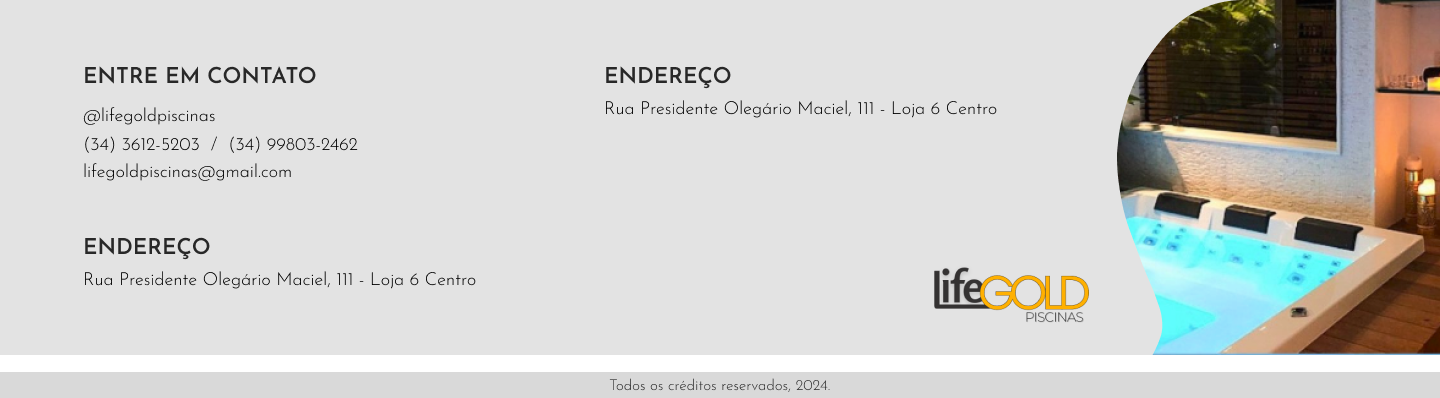 ENTRE EM CONTATO
@lifegoldpiscinas
(34) 3612-5203 / (34) 99803-2462
lifegoldpiscinas@gmail.com
ENDEREÇO
Rua Presidente Olegário Maciel, 111 - Loja 6 Centro
ENDEREÇO
Rua Presidente Olegário Maciel, 111 - Loja 6 Centro
lifeGOLD
PISCINAS
Todos os créditos reservados, 2024.